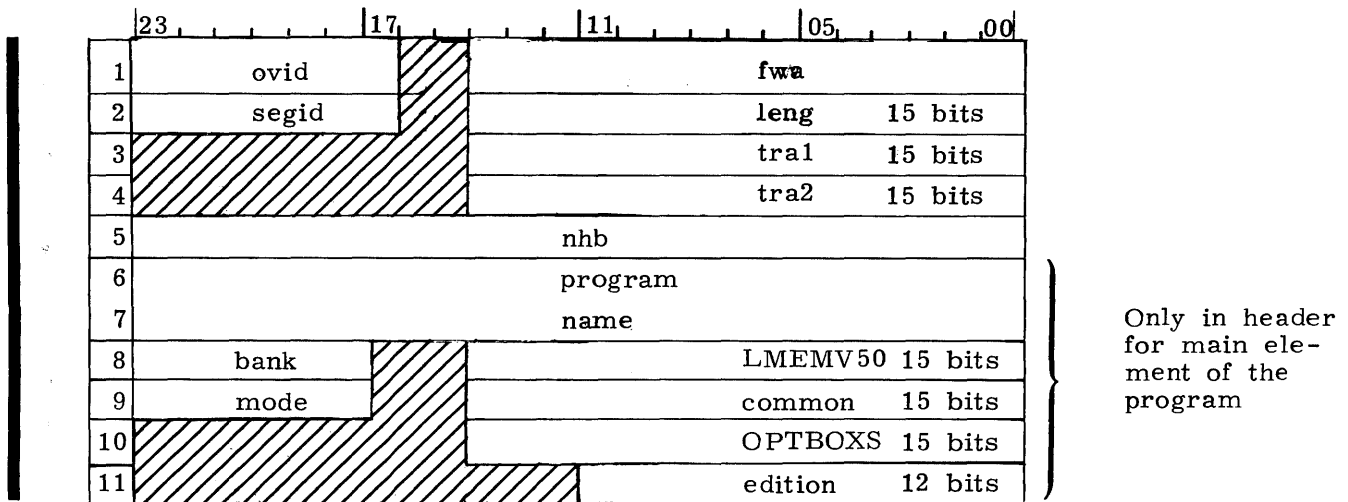 23 17 11 05 00
1 ovid fwa
2 segid leng 15 bits
3 tra1 15 bits
4 tra2 15 bits
5 nhb
6 program
7 name
8 bank LMEMV50 15 bits
9 mode common 15 bits
10 OPTBOXS 15 bits
11 edition 12 bits
Only in header
for main ele-
ment of the
program